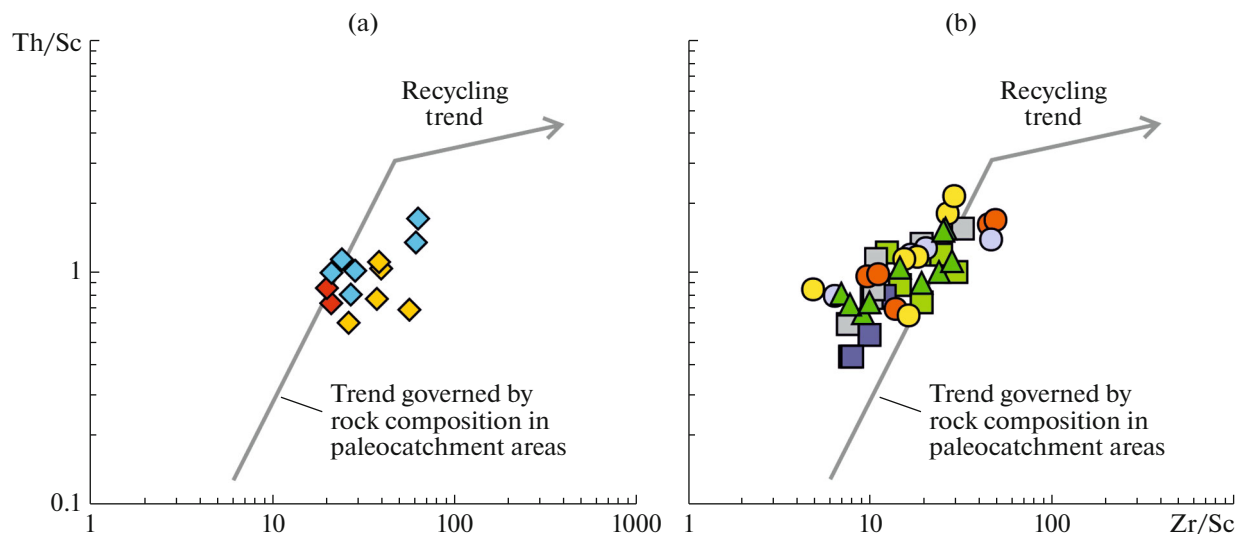 (a)
Th/Sc
Recycling
trend
1
Trend governed by
rock composition in
paleocatchment areas
0.1
1
10
100
1000
(b)
Recycling
trend
Trend governed by
rock composition in
paleocatchment areas
1
10
100
Zr/Sc